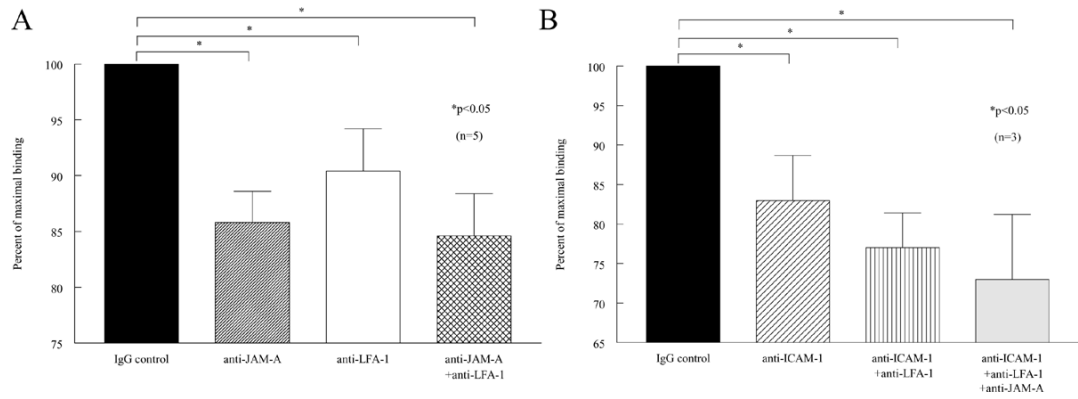 A
*
*
*
Percent of maximal binding
100
95
90
85
80
75
*p<0.05
(n=5)
IgG control
anti-JAM-A
anti-LFA-1
anti-JAM-A
+anti-LFA-1
B
*
*
*
Percent of maximal binding
100
95
90
85
80
75
70
65
*p<0.05
(n=3)
IgG control
anti-ICAM-1
anti-ICAM-1
+anti-LFA-1
anti-ICAM-1
+anti-LFA-1
+anti-JAM-A